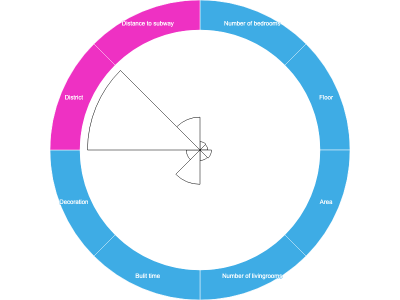 Distance to subway
Number of bedrooms
District
Floor
Decoration
Area
Built time
Number of livingrooms